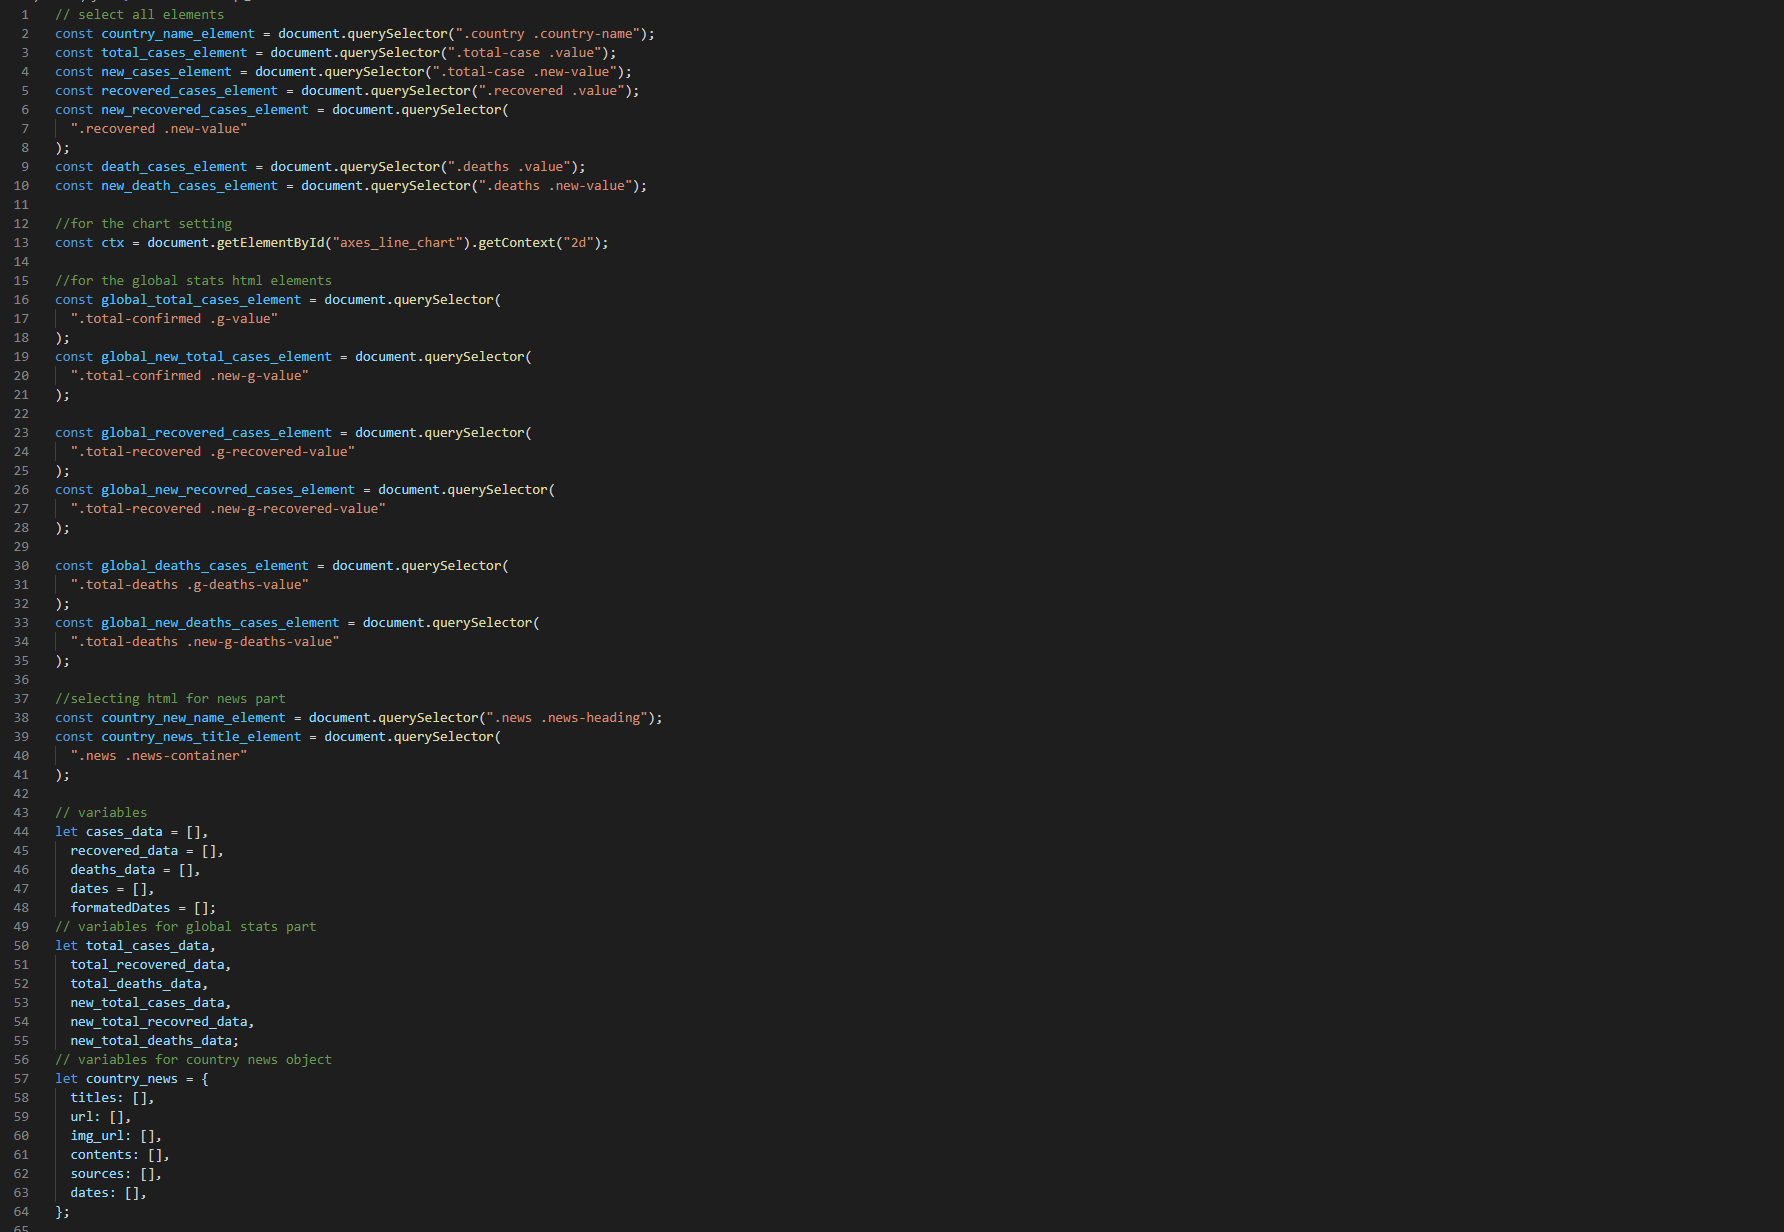 1 // select all elements
2 const country_name_element = document.querySelector(".country .country-name");
3 const total_cases_element = document.querySelector(".total-case .value");
4 const new_cases_element = document.querySelector(".total-case .new-value");
5 const recovered_cases_element = document.querySelector(".recovered .value");
6 const new_recovered_cases_element = document.querySelector(
7 ".recovered .new-value"
8 );
9 const death_cases_element = document.querySelector(".deaths .value");
10 const new_death_cases_element = document.querySelector(".deaths .new-value");
11
12 //for the chart setting
13 const ctx = document.getElementById("axes_line_chart").getContext("2d");
14
15 //for the global stats html elements
16 const global_total_cases_element = document.querySelector(
17 ".total-confirmed .g-value"
18 );
19 const global_new_total_cases_element = document.querySelector(
20 ".total-confirmed .new-g-value"
21 );
22
23 const global_recovered_cases_element = document.querySelector(
24 ".total-recovered .g-recovered-value"
25 );
26 const global_new_recovred_cases_element = document.querySelector(
27 ".total-recovered .new-g-recovered-value"
28 );
29
30 const global_deaths_cases_element = document.querySelector(
31 ".total-deaths .g-deaths-value"
32 );
33 const global_new_deaths_cases_element = document.querySelector(
34 ".total-deaths .new-g-deaths-value"
35 );
36
37 //selecting html for news part
38 const country_new_name_element = document.querySelector(".news .news-heading");
39 const country_news_title_element = document.querySelector(
40 ".news .news-container"
41 );
42
43 // variables
44 let cases_data = [],
45 recovered_data = [],
46 deaths_data = [],
47 dates = [],
48 formatedDates = [];
49 // variables for global stats part
50 let total_cases_data,
51 total_recovered_data,
52 total_deaths_data,
53 new_total_cases_data,
54 new_total_recovred_data,
55 new_total_deaths_data;
56 // variables for country news object
57 let country_news = {
58 titles: [],
59 url: [],
60 img_url: [],
61 contents: [],
62 sources: [],
63 dates: [],
64 };
65